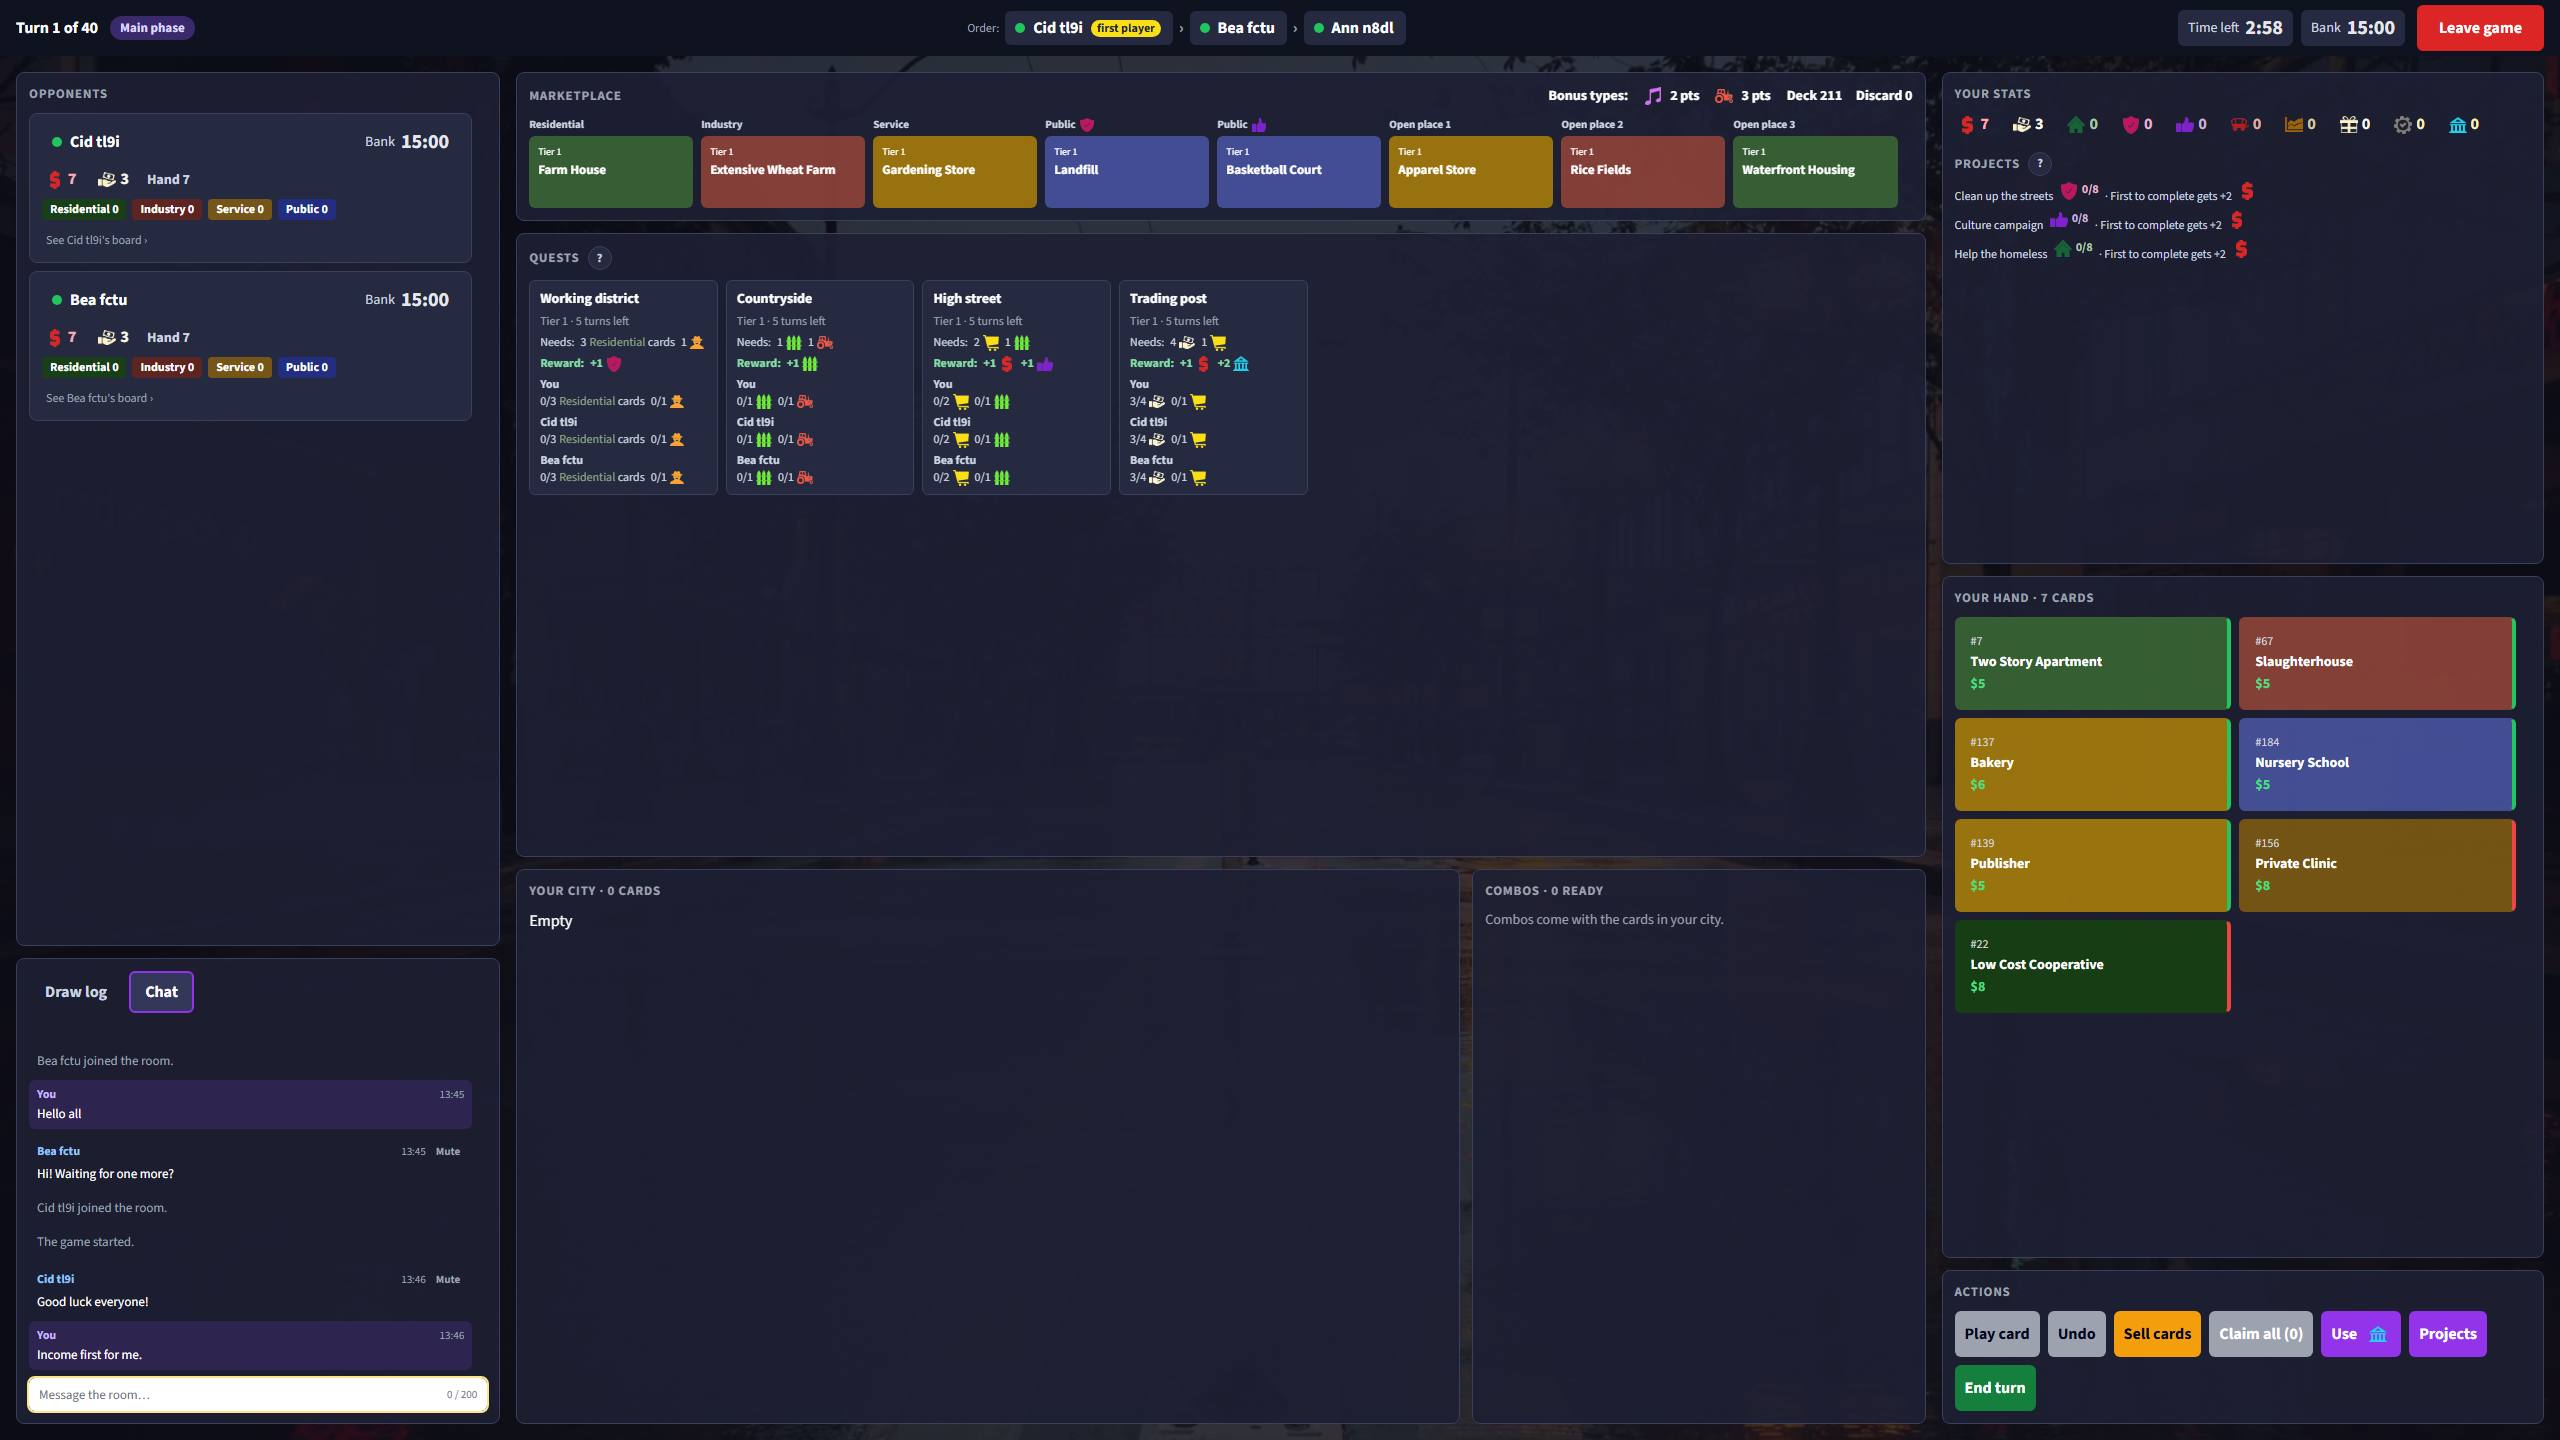 Turn 1 of 40 Main phase
Order: Cid tl9i first player › Bea fctu › Ann n8dl
Time left 2:58 Bank 15:00 Leave game
OPPONENTS
Cid tl9i Bank 15:00
7 3 Hand 7
Residential 0 Industry 0 Service 0 Public 0
See Cid tl9i's board ›
Bea fctu Bank 15:00
7 3 Hand 7
Residential 0 Industry 0 Service 0 Public 0
See Bea fctu's board ›
Draw log Chat
Bea fctu joined the room.
You 13:45
Hello all
Bea fctu 13:45 Mute
Hi! Waiting for one more?
Cid tl9i joined the room.
The game started.
Cid tl9i 13:46 Mute
Good luck everyone!
You 13:46
Income first for me.
Message the room… 0 / 200
MARKETPLACE
Bonus types: 2 pts 3 pts Deck 211 Discard 0
Residential Industry Service Public Public Open place 1 Open place 2 Open place 3
Tier 1 Tier 1 Tier 1 Tier 1 Tier 1 Tier 1 Tier 1 Tier 1
Farm House Extensive Wheat Farm Gardening Store Landfill Basketball Court Apparel Store Rice Fields Waterfront Housing
QUESTS ?
Working district
Tier 1 · 5 turns left
Needs: 3 Residential cards 1
Reward: +1
You
0/3 Residential cards 0/1
Cid tl9i
0/3 Residential cards 0/1
Bea fctu
0/3 Residential cards 0/1
Countryside
Tier 1 · 5 turns left
Needs: 1 1
Reward: +1
You
0/1 0/1
Cid tl9i
0/1 0/1
Bea fctu
0/1 0/1
High street
Tier 1 · 5 turns left
Needs: 2 1
Reward: +1 +1
You
0/2 0/1
Cid tl9i
0/2 0/1
Bea fctu
0/2 0/1
Trading post
Tier 1 · 5 turns left
Needs: 4 1
Reward: +1 +2
You
3/4 0/1
Cid tl9i
3/4 0/1
Bea fctu
3/4 0/1
YOUR CITY · 0 CARDS
Empty
COMBOS · 0 READY
Combos come with the cards in your city.
YOUR STATS
7 3 0 0 0 0 0 0 0 0
PROJECTS ?
Clean up the streets 0/8 · First to complete gets +2
Culture campaign 0/8 · First to complete gets +2
Help the homeless 0/8 · First to complete gets +2
YOUR HAND · 7 CARDS
#7
Two Story Apartment
$5
#67
Slaughterhouse
$5
#137
Bakery
$6
#184
Nursery School
$5
#139
Publisher
$5
#156
Private Clinic
$8
#22
Low Cost Cooperative
$8
ACTIONS
Play card Undo Sell cards Claim all (0) Use Projects
End turn